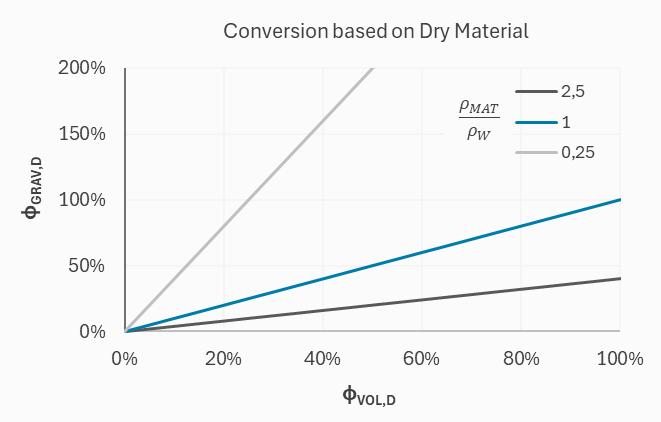 Conversion based on Dry Material
200%
150%
100%
50%
0%
ϕGRAV,D
ρMAT
ρW
2,5
1
0,25
0% 20% 40% 60% 80% 100%
ϕVOL,D